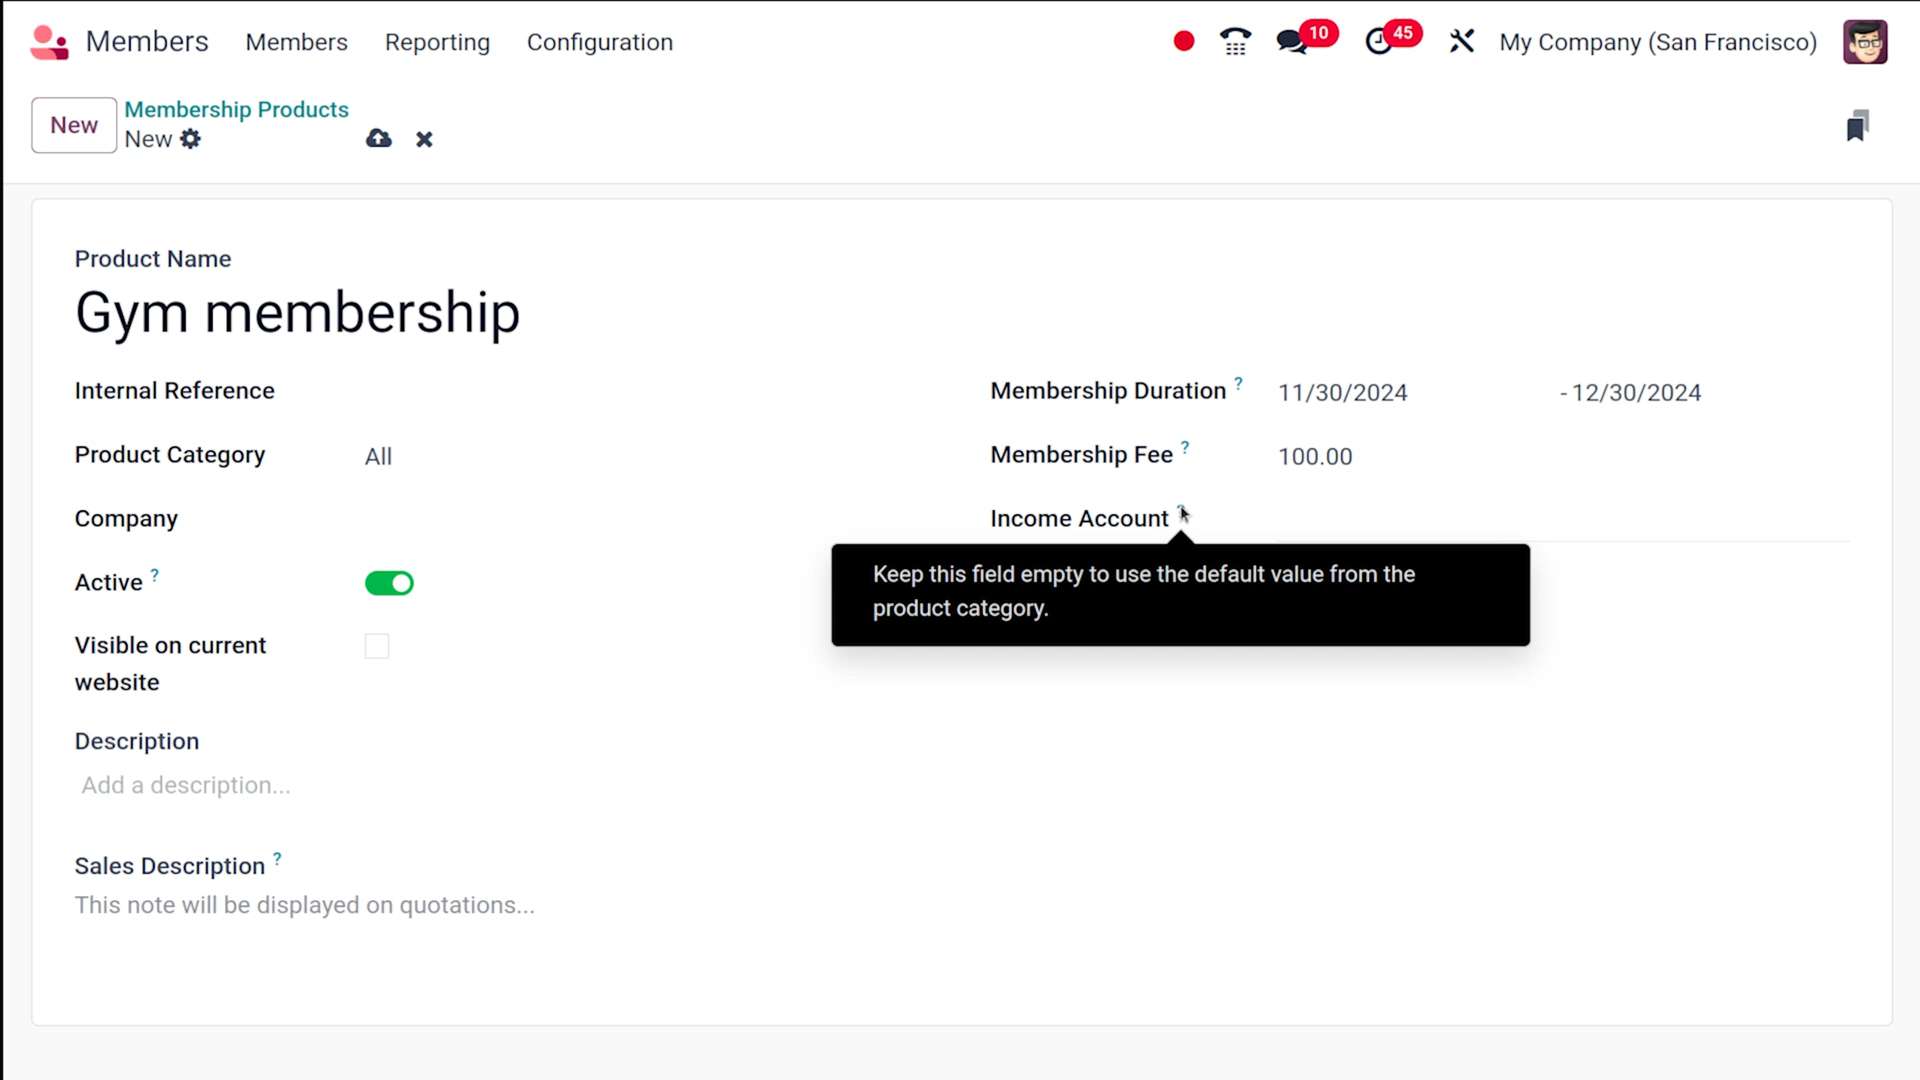 Members Members Reporting Configuration 10 45 My Company (San Francisco)
New Membership Products
New
Product Name
Gym membership
Internal Reference
Membership Duration ? 11/30/2024 - 12/30/2024
Product Category All
Membership Fee ? 100.00
Company
Income Account
Keep this field empty to use the default value from the
product category.
Active ?
Visible on current
website
Description
Add a description...
Sales Description ?
This note will be displayed on quotations...